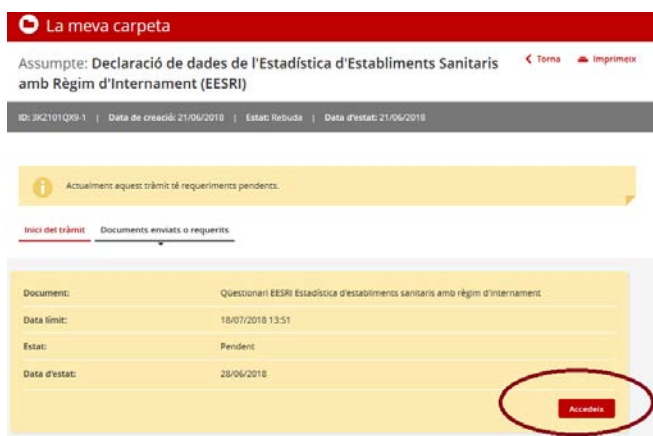 La meva carpeta
Assumpte: Declaració de dades de l'Estadística d'Establiments Sanitaris
amb Règim d'Internament (EESRI)
Torna
Imprimeix
ID: 3K2101QX9-1 | Data de creació: 21/06/2018 | Estat: Rebuda | Data d'estat: 21/06/2018
Actualment aquest tràmit té requeriments pendents.
Inici del tràmit Documents enviats o requerits
Document: Qüestionari EESRI Estadística d'establiments sanitaris amb règim d'internament
Data límit: 18/07/2018 13:51
Estat: Pendent
Data d'estat: 28/06/2018
Accedeix